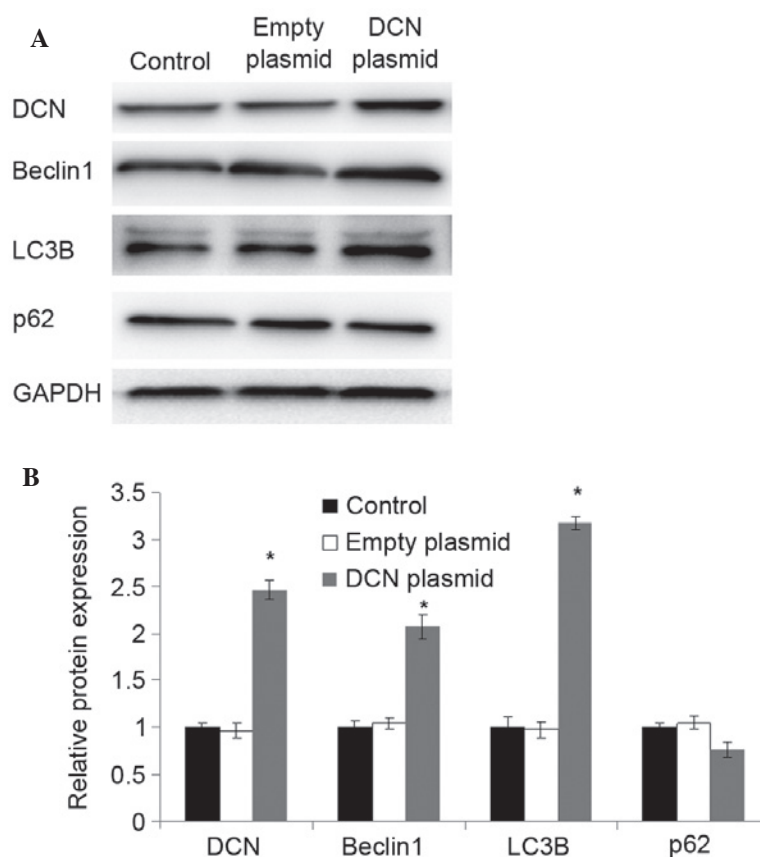 A
Control
Empty
plasmid
DCN
plasmid
DCN
Beclin1
LC3B
p62
GAPDH
B
Relative protein expression
3.5
3
2.5
2
1.5
1
0.5
0
Control
Empty plasmid
DCN plasmid
*
*
*
DCN
Beclin1
LC3B
p62